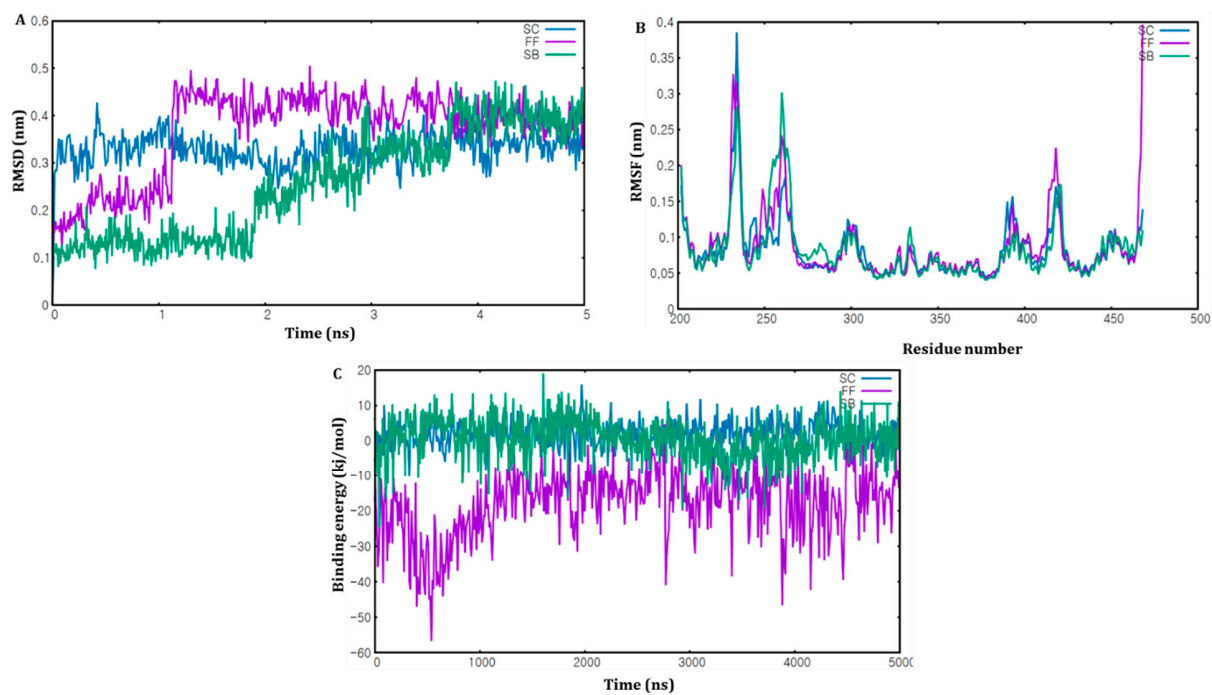 A
RMSD (nm)
0.6
0.5
0.4
0.3
0.2
0.1
0
SC
FF
SB
0 1 2 3 4 5
Time (ns)
B
RMSF (nm)
0.4
0.35
0.3
0.25
0.2
0.15
0.1
0.05
0
SC
FF
SB
200 250 300 350 400 450 500
Residue number
C
Binding energy (kj/mol)
20
10
0
−10
−20
−30
−40
−50
−60
SC
FF
SB
0 1000 2000 3000 4000 5000
Time (ns)